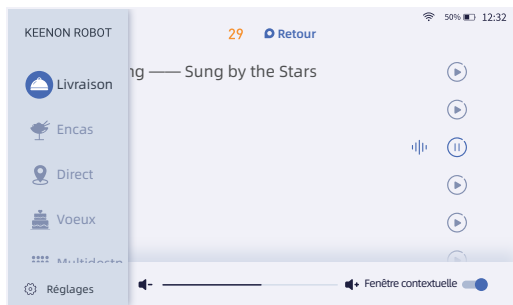 50% 12:32
KEENON ROBOT
29 Retour
Livraison
ng —— Sung by the Stars
Encas
Direct
Voeux
Multidestn
Réglages
Fenêtre contextuelle